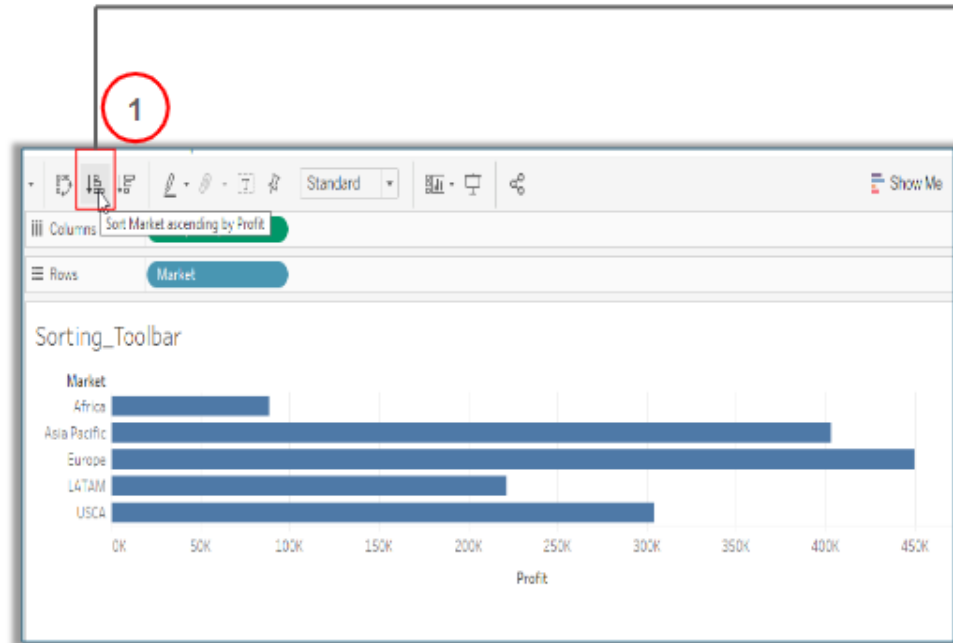 1
Standard
Show Me
Columns
Sort Market ascending by Profit
Rows
Market
Sorting_Toolbar
Market
Africa
Asia Pacific
Europe
LATAM
USCA
0K 50K 100K 150K 200K 250K 300K 350K 400K 450K
Profit